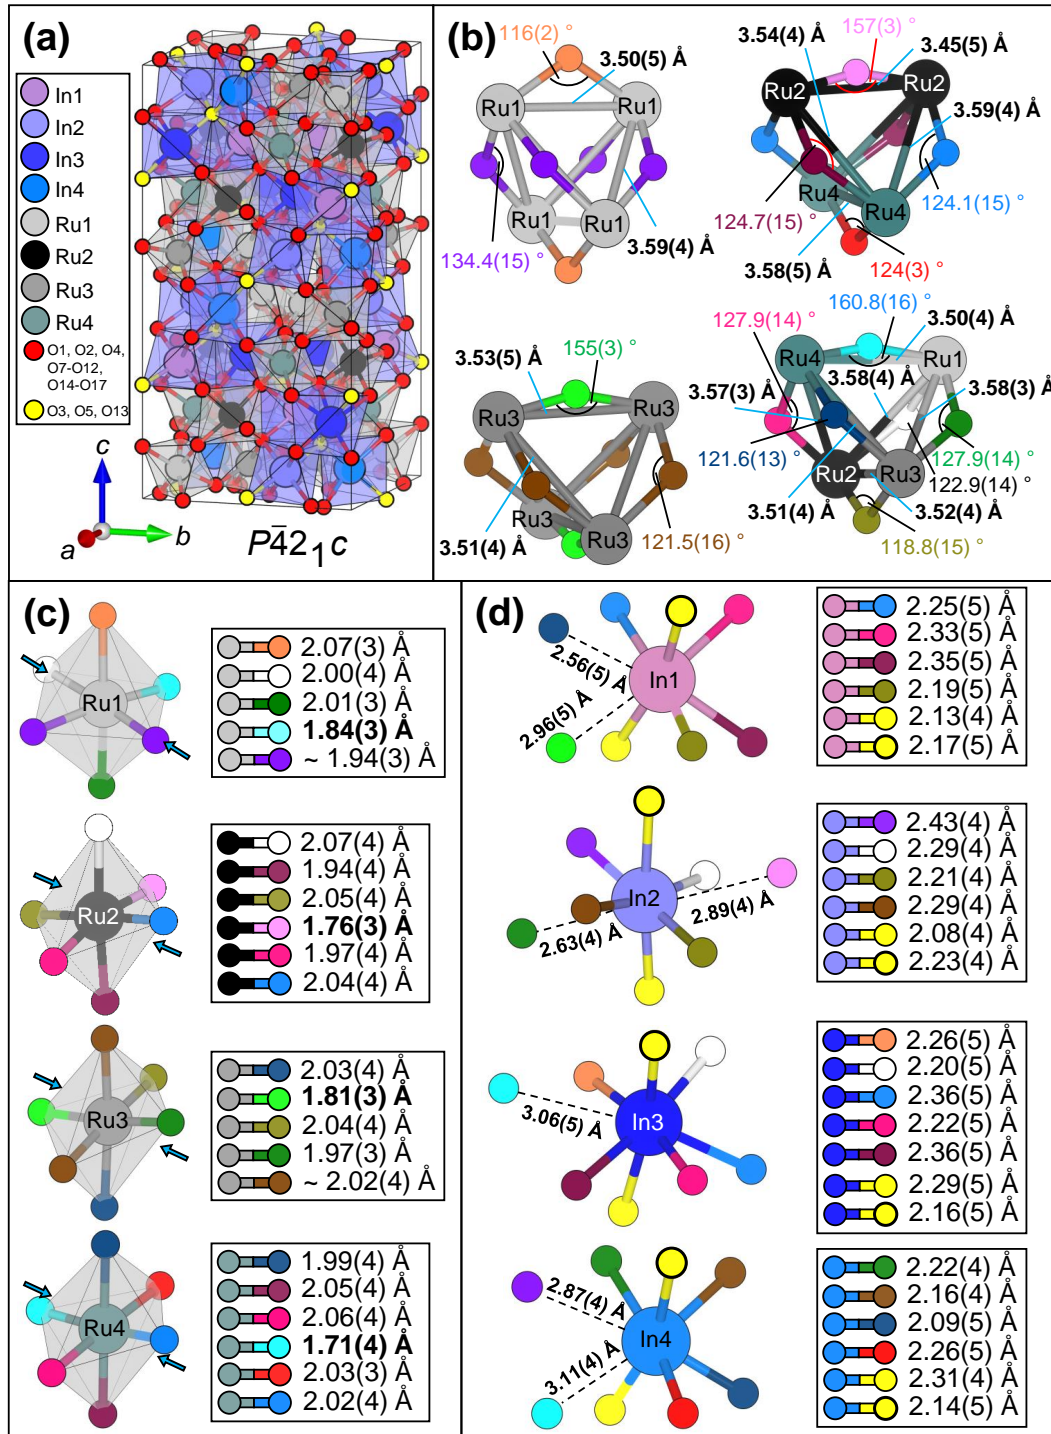 (a)
In1
In2
In3
In4
Ru1
Ru2
Ru3
Ru4
O1, O2, O4,
O7-O12,
O14-O17
O3, O5, O13
c
a
b
P4̅2₁c
(b)
116(2) °
3.50(5) Å
Ru1
Ru1
Ru1
Ru1
134.4(15) °
3.59(4) Å
3.54(4) Å
157(3) °
3.45(5) Å
Ru2
Ru2
3.59(4) Å
Ru4
Ru4
124.7(15) °
124.1(15) °
3.58(5) Å
124(3) °
3.53(5) Å
155(3) °
Ru3
Ru3
Ru3
Ru3
3.51(4) Å
121.5(16) °
160.8(16) °
127.9(14) °
3.50(4) Å
Ru4
Ru1
3.58(4) Å
3.57(3) Å
3.58(3) Å
121.6(13) °
Ru2
Ru3
127.9(14) °
122.9(14) °
3.51(4) Å
3.52(4) Å
118.8(15) °
(c)
Ru1
2.07(3) Å
2.00(4) Å
2.01(3) Å
1.84(3) Å
~ 1.94(3) Å
Ru2
2.07(4) Å
1.94(4) Å
2.05(4) Å
1.76(3) Å
1.97(4) Å
2.04(4) Å
Ru3
2.03(4) Å
1.81(3) Å
2.04(4) Å
1.97(3) Å
~ 2.02(4) Å
Ru4
1.99(4) Å
2.05(4) Å
2.06(4) Å
1.71(4) Å
2.03(3) Å
2.02(4) Å
(d)
In1
2.56(5) Å
2.96(5) Å
2.25(5) Å
2.33(5) Å
2.35(5) Å
2.19(5) Å
2.13(4) Å
2.17(5) Å
In2
2.63(4) Å
2.89(4) Å
2.43(4) Å
2.29(4) Å
2.21(4) Å
2.29(4) Å
2.08(4) Å
2.23(4) Å
In3
3.06(5) Å
2.26(5) Å
2.20(5) Å
2.36(5) Å
2.22(5) Å
2.36(5) Å
2.29(5) Å
2.16(5) Å
In4
2.87(4) Å
3.11(4) Å
2.22(4) Å
2.16(4) Å
2.09(5) Å
2.26(5) Å
2.31(4) Å
2.14(5) Å